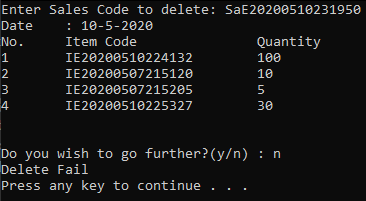 Enter Sales Code to delete: SaE20200510231950
Date    : 10-5-2020
No.     Item Code               Quantity
1       IE20200510224132        100
2       IE20200507215120        10
3       IE20200507215205        5
4       IE20200510225327        30
Do you wish to go further?(y/n) : n
Delete Fail
Press any key to continue . . .